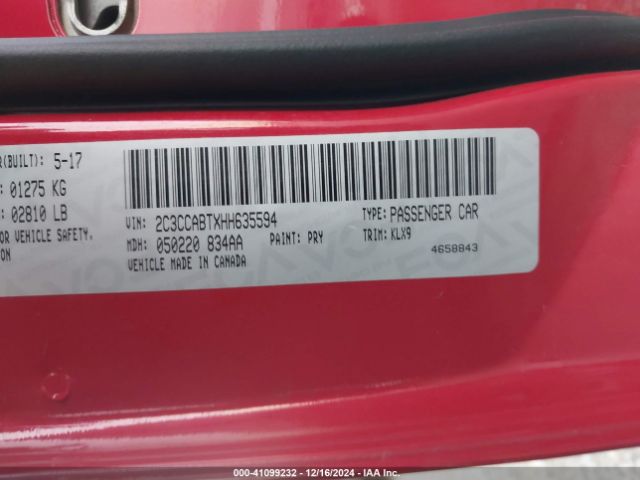 R(BUILT): 5-17
: 01275 KG
: 02810 LB
OR VEHICLE SAFETY,
ION
VIN: 2C3CCABTXHH635594
TYPE: PASSENGER CAR
MDH: 050220 834AA
PAINT: PRY
TRIM: KLX9
VEHICLE MADE IN CANADA
4658843
000-41099232 - 12/16/2024 - IAA Inc.